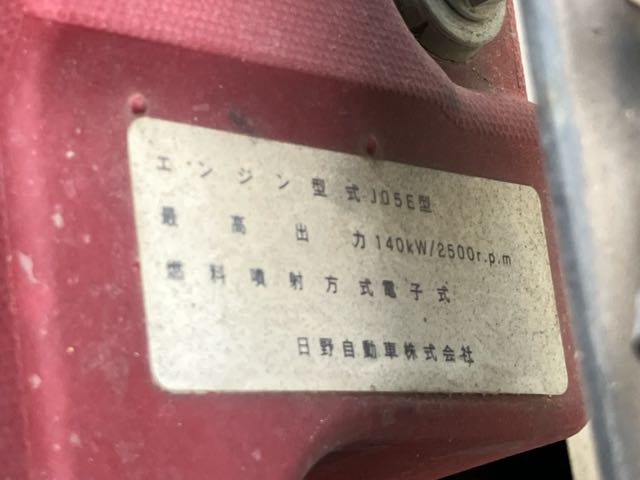 エンジン型式J05E型
最高出力140kW/2500r.p.m
燃料噴射方式電子式
日野自動車株式会社